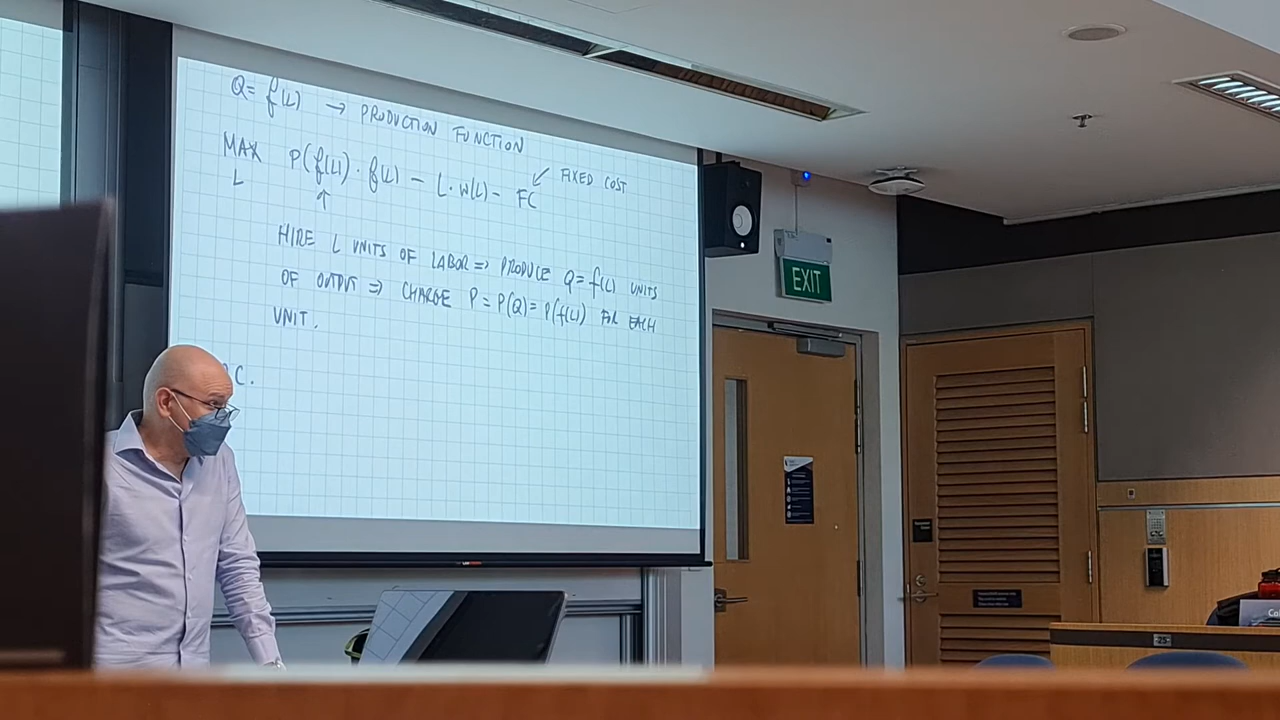 Q = f(L) → PRODUCTION FUNCTION
MAX P(f(L)) · f(L) - L · w(L) - FC ↙ FIXED COST
L ↑
HIRE L UNITS OF LABOR ⇒ PRODUCE Q = f(L) UNITS
OF OUTPUT ⇒ CHARGE P = P(Q) = P(f(L)) FOR EACH
UNIT.
C.
EXIT
25